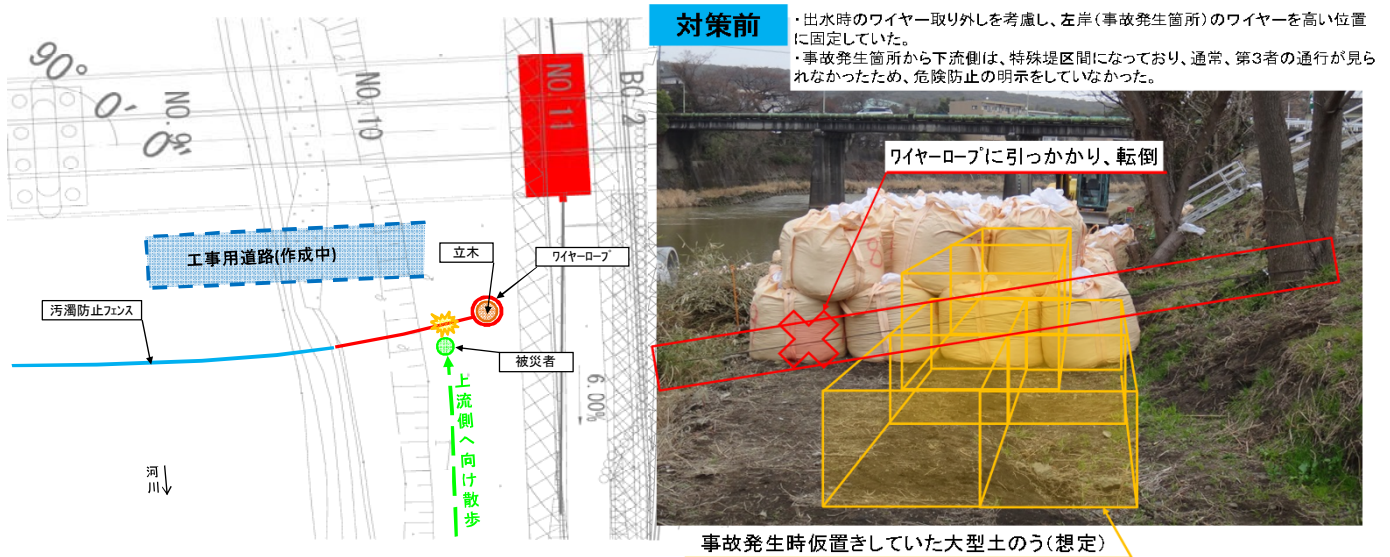 対策前
・出水時のワイヤー取り外しを考慮し、左岸(事故発生箇所)のワイヤーを高い位置
に固定していた。
・事故発生箇所から下流側は、特殊堤区間になっており、通常、第3者の通行が見ら
れなかったため、危険防止の明示をしていなかった。
90°
0'
0"
NO. 9
NO. 10
NO. 11
BC-2
工事用道路(作成中)
立木
ワイヤーロープ
汚濁防止フェンス
被災者
上流側へ向け散歩
6.00%
河川
ワイヤーロープに引っかかり、転倒
事故発生時仮置きしていた大型土のう(想定)